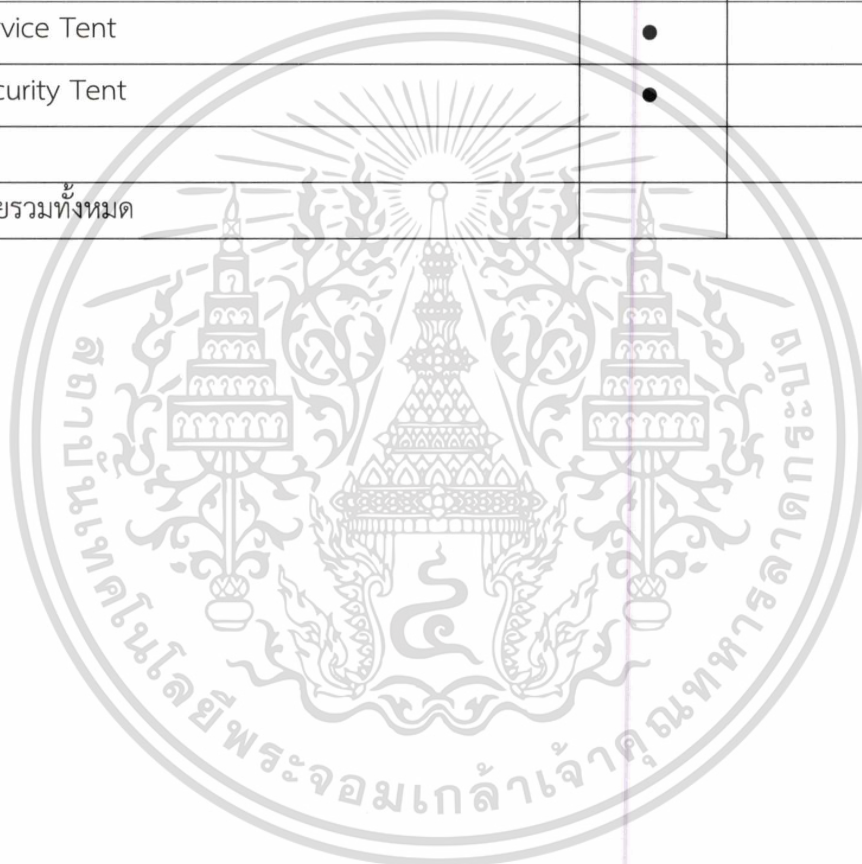 rvice Tent ●
curity Tent ●
ยรวมทั้งหมด
สถาบันเทคโนโลยีพระจอมเกล้าเจ้าคุณทหารลาดกระบัง
๔